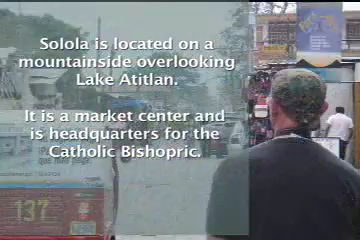 Solola is located on a
mountainside overlooking
Lake Atitlan.
It is a market center and
is headquarters for the
Catholic Bishopric.
137